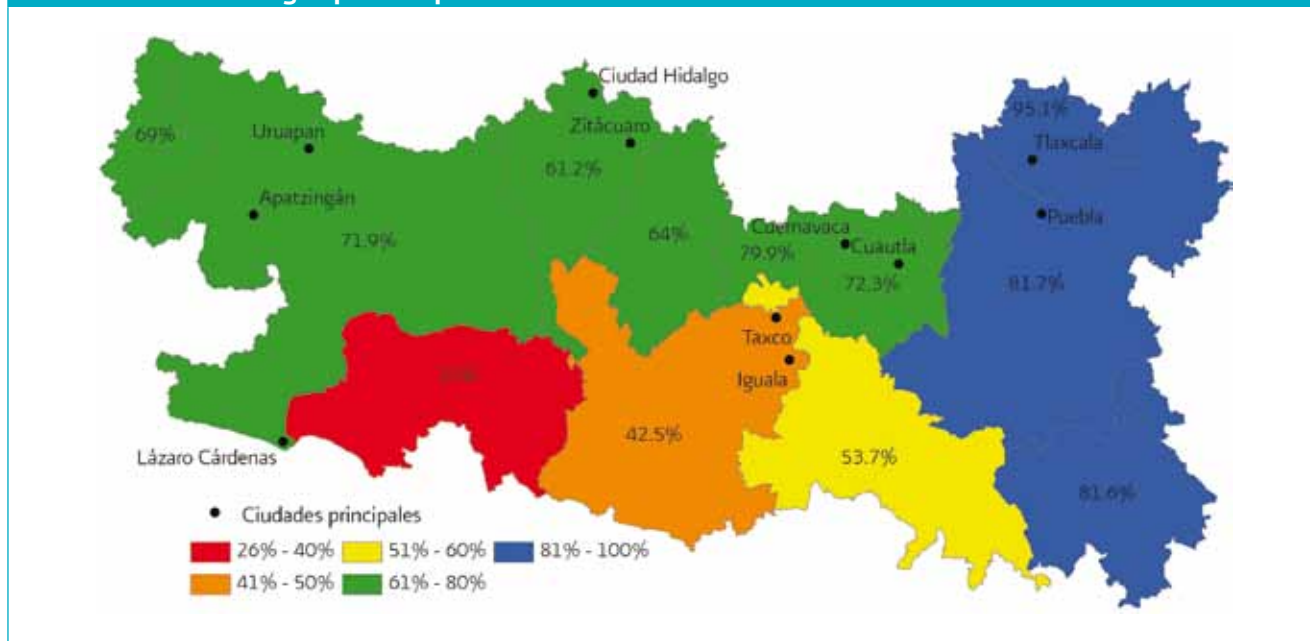 69%
Uruapan
Ciudad Hidalgo
Zitácuaro
61.2%
Apatzingán
71.9%
64%
Cuernavaca
79.9%
Cuautla
72.3%
95.1%
Tlaxcala
Puebla
81.7%
Taxco
Iguala
42.5%
53.7%
81.6%
Lázaro Cárdenas
Ciudades principales
26% - 40%
51% - 60%
81% - 100%
41% - 50%
61% - 80%